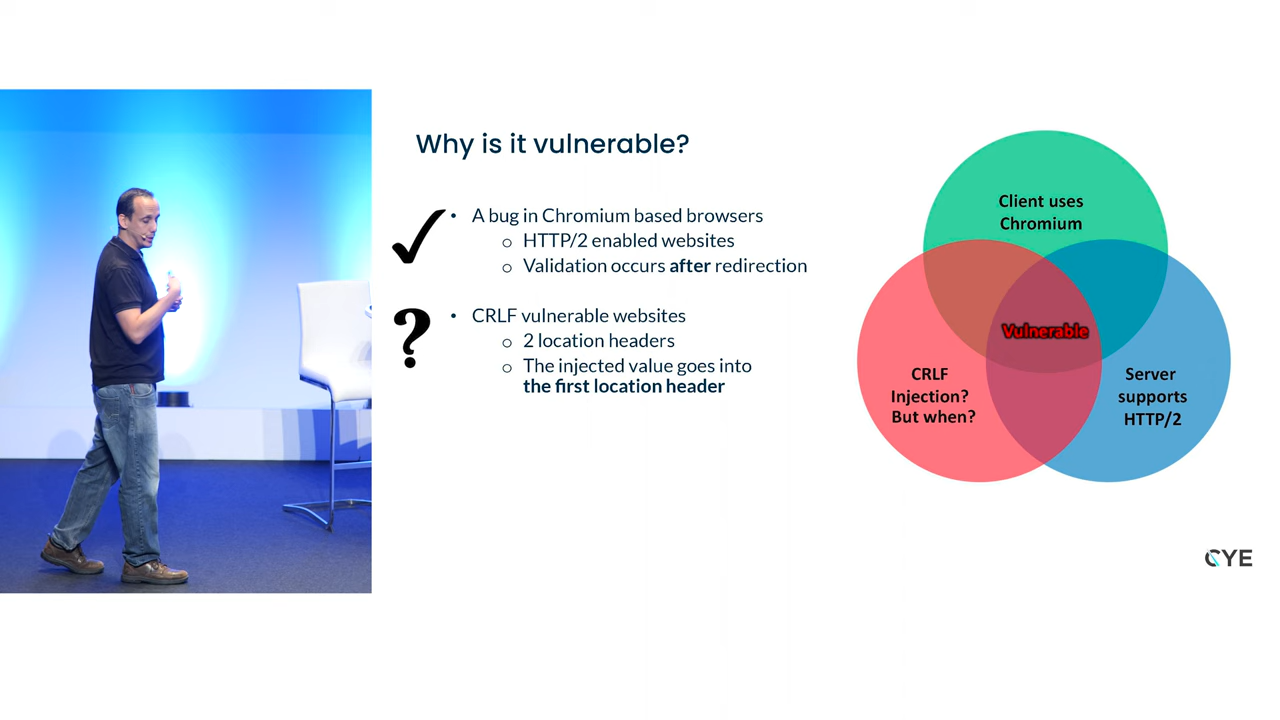 Why is it vulnerable?
• A bug in Chromium based browsers
o HTTP/2 enabled websites
o Validation occurs after redirection
? • CRLF vulnerable websites
o 2 location headers
o The injected value goes into
the first location header
Client uses
Chromium
Vulnerable
CRLF
Injection?
But when?
Server
supports
HTTP/2
CYE